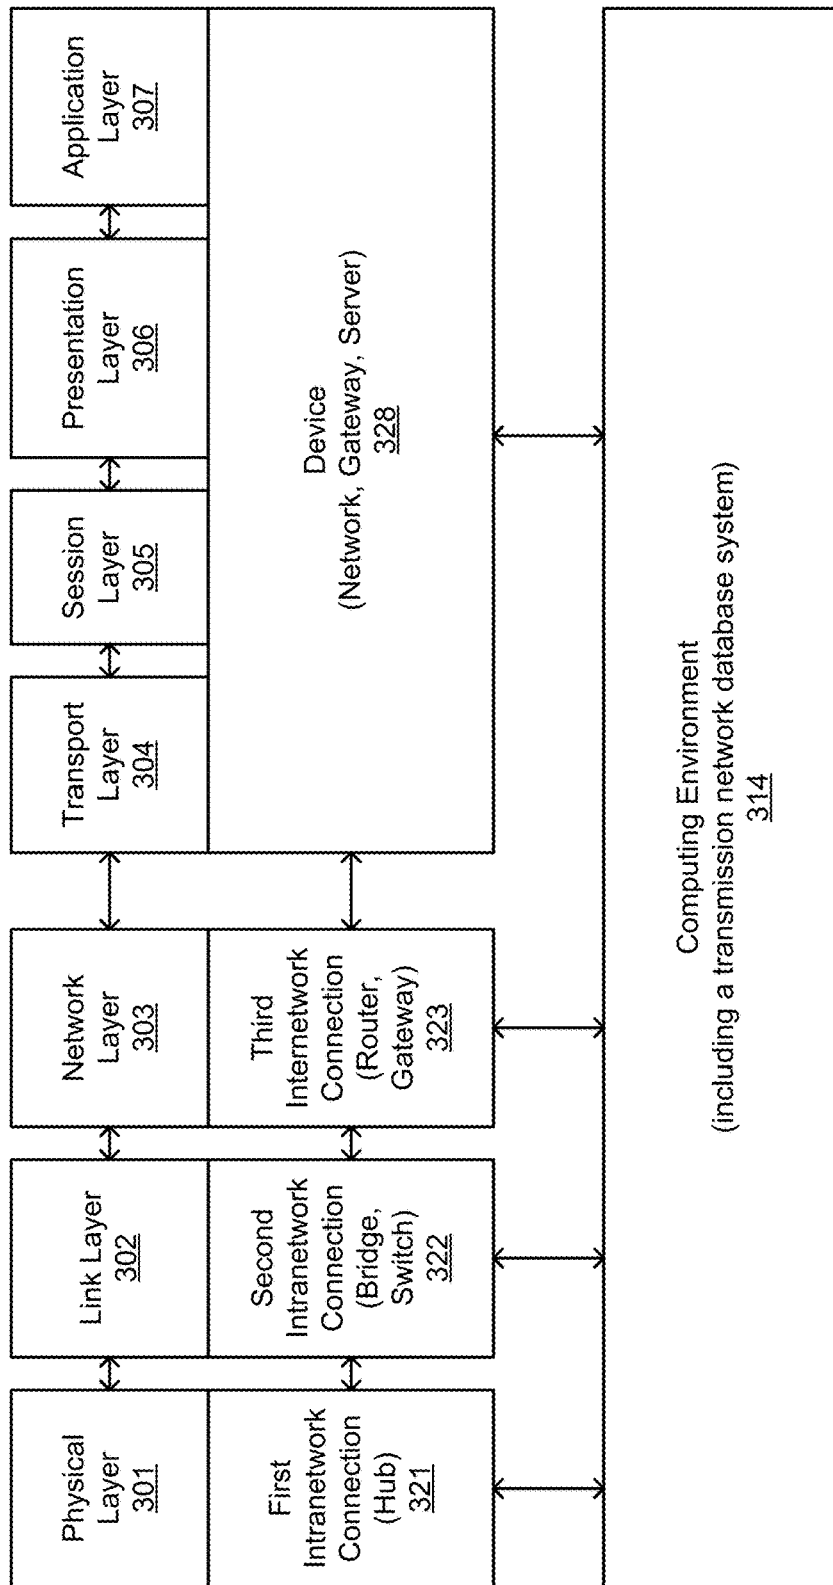 Physical
Layer
301
Link Layer
302
Network
Layer
303
Transport
Layer
304
Session
Layer
305
Presentation
Layer
306
Application
Layer
307
First
Intranetwork
Connection
(Hub)
321
Second
Intranetwork
Connection
(Bridge,
Switch)
322
Third
Internetwork
Connection
(Router,
Gateway)
323
Device
(Network, Gateway, Server)
328
Computing Environment
(including a transmission network database system)
314